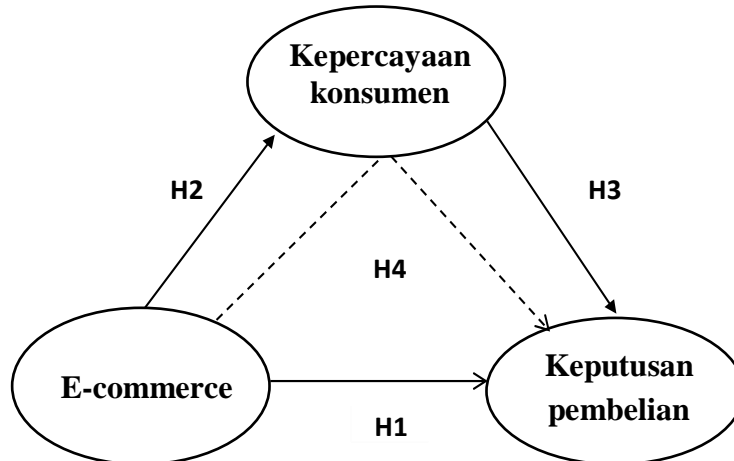 Kepercayaan
konsumen
H2
H3
H4
E-commerce
Keputusan
pembelian
H1